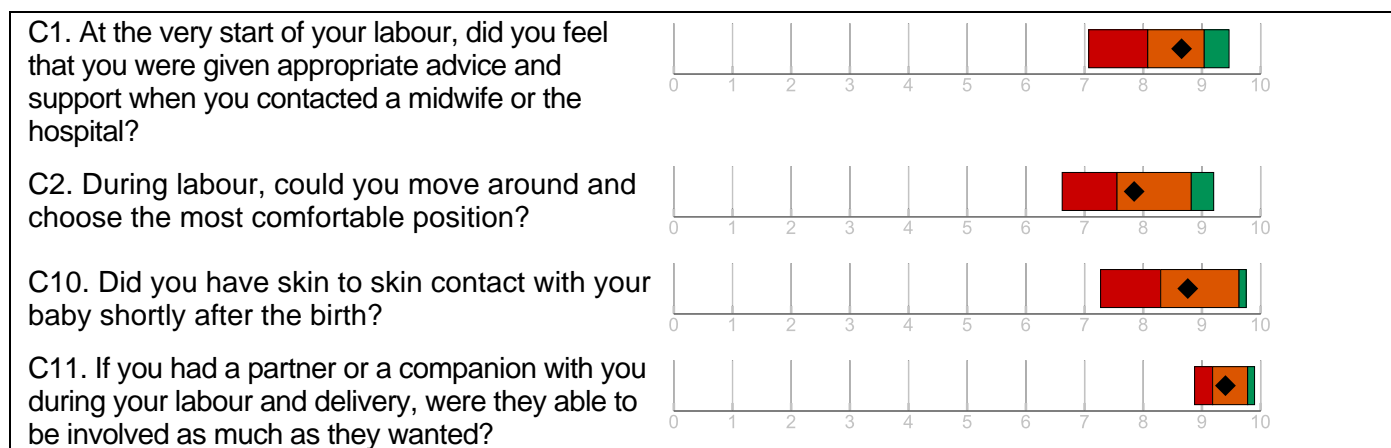 C1. At the very start of your labour, did you feel
that you were given appropriate advice and
support when you contacted a midwife or the
hospital?
0 1 2 3 4 5 6 7 8 9 10
C2. During labour, could you move around and
choose the most comfortable position?
0 1 2 3 4 5 6 7 8 9 10
C10. Did you have skin to skin contact with your
baby shortly after the birth?
0 1 2 3 4 5 6 7 8 9 10
C11. If you had a partner or a companion with you
during your labour and delivery, were they able to
be involved as much as they wanted?
0 1 2 3 4 5 6 7 8 9 10